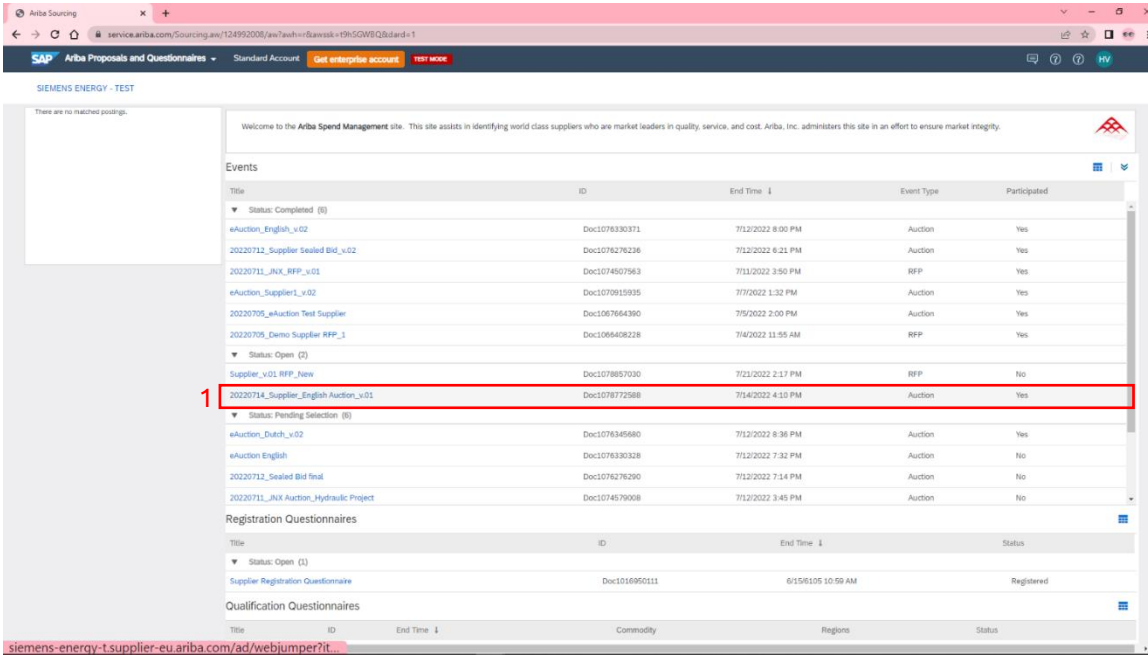 Ariba Sourcing
service.ariba.com/Sourcing.aw/124992008/aw?awh=r&awssk=t9hSGWBQ&dard=1
SAP Ariba Proposals and Questionnaires Standard Account Get enterprise account TEST MODE HV
SIEMENS ENERGY - TEST
There are no matched postings.
Welcome to the Ariba Spend Management site. This site assists in identifying world class suppliers who are market leaders in quality, service, and cost. Ariba, Inc. administers this site in an effort to ensure market integrity.
Events
Title ID End Time ↓ Event Type Participated
▼ Status: Completed (6)
eAuction_English_v.02 Doc1076330371 7/12/2022 8:00 PM Auction Yes
20220712_Supplier Sealed Bid_v.02 Doc1076276236 7/12/2022 6:21 PM Auction Yes
20220711_JNX_RFP_v.01 Doc1074507563 7/11/2022 3:50 PM RFP Yes
eAuction_Supplier1_v.02 Doc1070915935 7/7/2022 1:32 PM Auction Yes
20220705_eAuction Test Supplier Doc1067664390 7/5/2022 2:00 PM Auction Yes
20220705_Demo Supplier RFP_1 Doc1066408228 7/4/2022 11:55 AM RFP Yes
▼ Status: Open (2)
Supplier_v.01 RFP_New Doc1078857030 7/21/2022 2:17 PM RFP No
1 20220714_Supplier_English Auction_v.01 Doc1078772588 7/14/2022 4:10 PM Auction Yes
▼ Status: Pending Selection (6)
eAuction_Dutch_v.02 Doc1076345680 7/12/2022 8:36 PM Auction Yes
eAuction English Doc1076330328 7/12/2022 7:32 PM Auction No
20220712_Sealed Bid final Doc1076276290 7/12/2022 7:14 PM Auction No
20220711_JNX Auction_Hydraulic Project Doc1074579008 7/12/2022 3:45 PM Auction No
Registration Questionnaires
Title ID End Time ↓ Status
▼ Status: Open (1)
Supplier Registration Questionnaire Doc1016950111 6/15/6105 10:59 AM Registered
Qualification Questionnaires
Title ID End Time ↓ Commodity Regions Status
siemens-energy-t.supplier-eu.ariba.com/ad/webjumper?it...